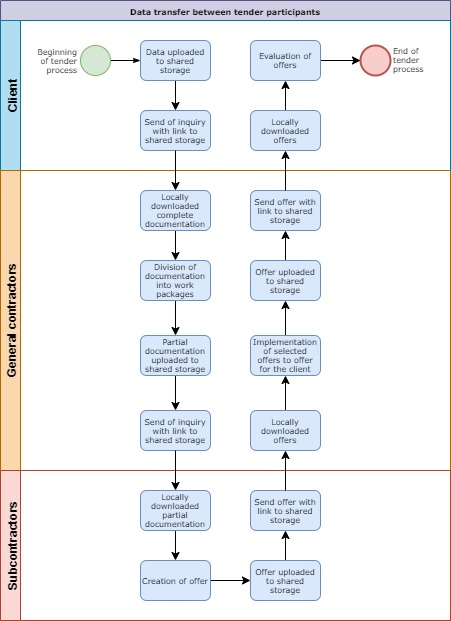 Data transfer between tender participants
Client
Beginning
of tender
process
Data uploaded
to shared
storage
Evaluation of
offers
End of
tender
process
Send of inquiry
with link to
shared storage
Locally
downloaded
offers
General contractors
Locally
downloaded
complete
documentation
Send offer with
link to shared
storage
Division of
documentation
into work
packages
Offer uploaded
to shared
storage
Partial
documentation
uploaded to
shared storage
Implementation
of selected
offers to offer
for the client
Send of inquiry
with link to
shared storage
Locally
downloaded
offers
Subcontractors
Locally
downloaded
partial
documentation
Send offer with
link to shared
storage
Creation of offer
Offer uploaded
to shared
storage